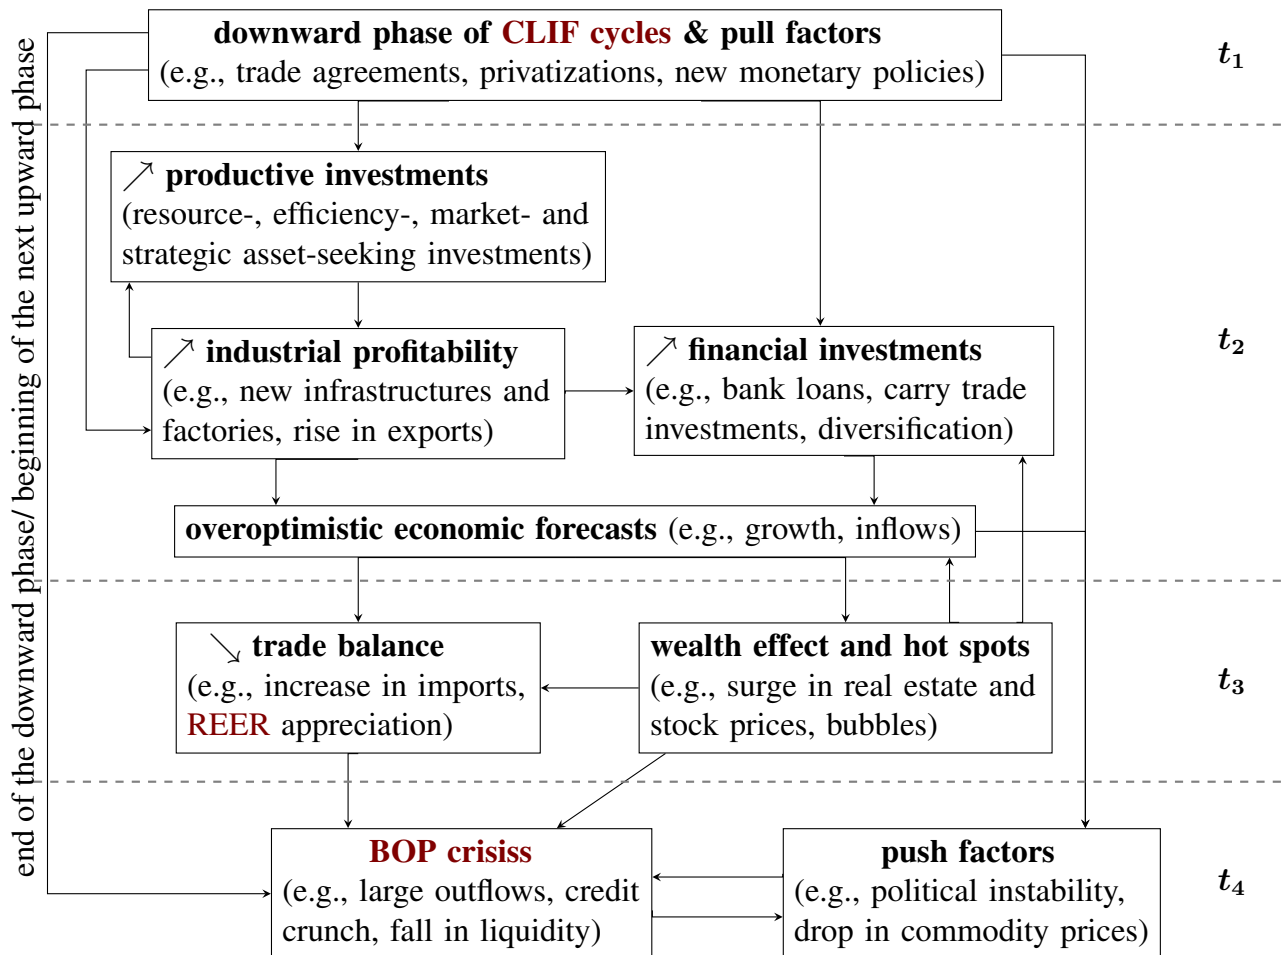 downward phase of CLIF cycles & pull factors
(e.g., trade agreements, privatizations, new monetary policies)
t₁
end of the downward phase/ beginning of the next upward phase
↗ productive investments
(resource-, efficiency-, market- and
strategic asset-seeking investments)
↗ industrial profitability
(e.g., new infrastructures and
factories, rise in exports)
↗ financial investments
(e.g., bank loans, carry trade
investments, diversification)
t₂
overoptimistic economic forecasts (e.g., growth, inflows)
↘ trade balance
(e.g., increase in imports,
REER appreciation)
wealth effect and hot spots
(e.g., surge in real estate and
stock prices, bubbles)
t₃
BOP crisiss
(e.g., large outflows, credit
crunch, fall in liquidity)
push factors
(e.g., political instability,
drop in commodity prices)
t₄